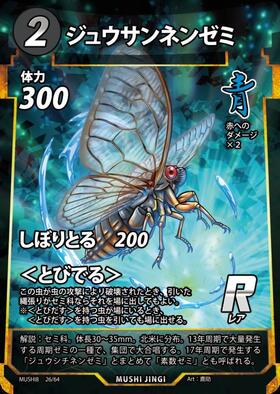 2 ジュウサンネンゼミ
体力
300
青
赤への
ダメージ
×2
しぼりとる 200
＜とびでる＞
この虫が虫の攻撃により破壊されたとき、引いた
縄張りがセミ科ならそれを場に出してもよい。
※＜とびだす＞を持つ虫が場にいるとき、
＜とびだす＞を持つ虫を引いても場に出せない。
R
レア
解説：セミ科、体長30〜35mm、北米に分布、13年周期で大量発生
する周期ゼミの一種で、集団で大合唱する。17年周期で発生する
「ジュウシチネンゼミ」とまとめて「素数ゼミ」とも呼ばれる。
MUSHI8 26/64
MUSHI JINGI